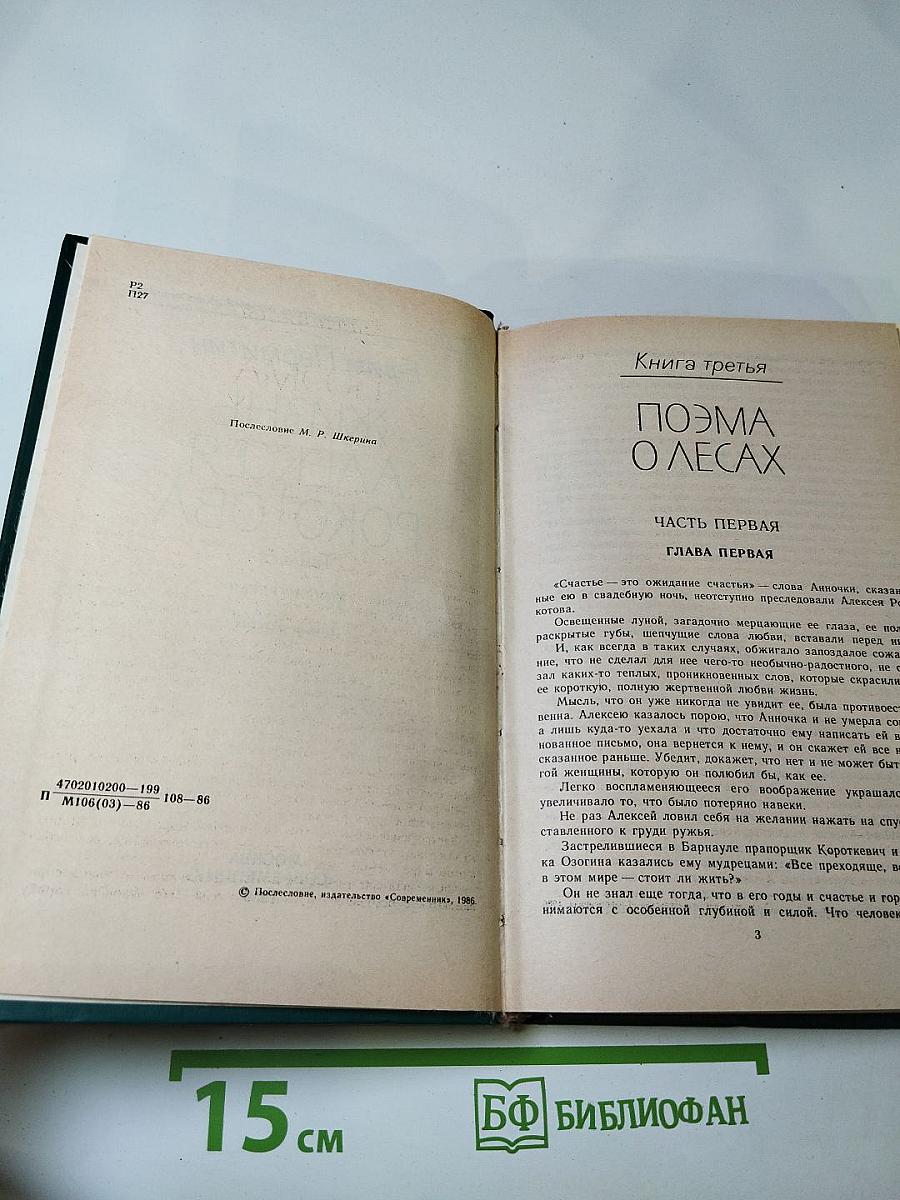 Р2
П27
Послесловие М. Р. Шкерина
П 4702010200—199 108—86
М106(03)—86
© Послесловие, издательство «Современник», 1986.
Книга третья
ПОЭМА
О ЛЕСАХ
ЧАСТЬ ПЕРВАЯ
ГЛАВА ПЕРВАЯ
«Счастье — это ожидание счастья» — слова Анночки, сказан
ные ею в свадебную ночь, неотступно преследовали Алексея Ро
котова.
Освещенные луной, загадочно мерцающие ее глаза, ее пол
раскрытые губы, шепчущие слова любви, вставали перед ни
И, как всегда в таких случаях, обжигало запоздалое сожа
ние, что не сделал для нее чего-то необычно-радостного, не с
зал каких-то теплых, проникновенных слов, которые скрасили
ее короткую, полную жертвенной любви жизнь.
Мысль, что он уже никогда не увидит ее, была противоест
венна. Алексею казалось порою, что Анночка и не умерла со
а лишь куда-то уехала и что достаточно ему написать ей в
нованное письмо, она вернется к нему, и он скажет ей все н
сказанное раньше. Убедит, докажет, что нет и не может быт
гой женщины, которую он полюбил бы, как ее.
Легко воспламеняющееся его воображение украшало
увеличивало то, что было потеряно навеки.
Не раз Алексей ловил себя на желании нажать на спу
ставленного к груди ружья.
Застрелившиеся в Барнауле прапорщик Короткевич и
ка Озогина казались ему мудрецами: «Все преходяще, в
в этом мире — стоит ли жить?»
Он не знал еще тогда, что в его годы и счастье и гор
нимаются с особенной глубиной и силой. Что человек
3
15 см
БФ БИБЛИОФАН